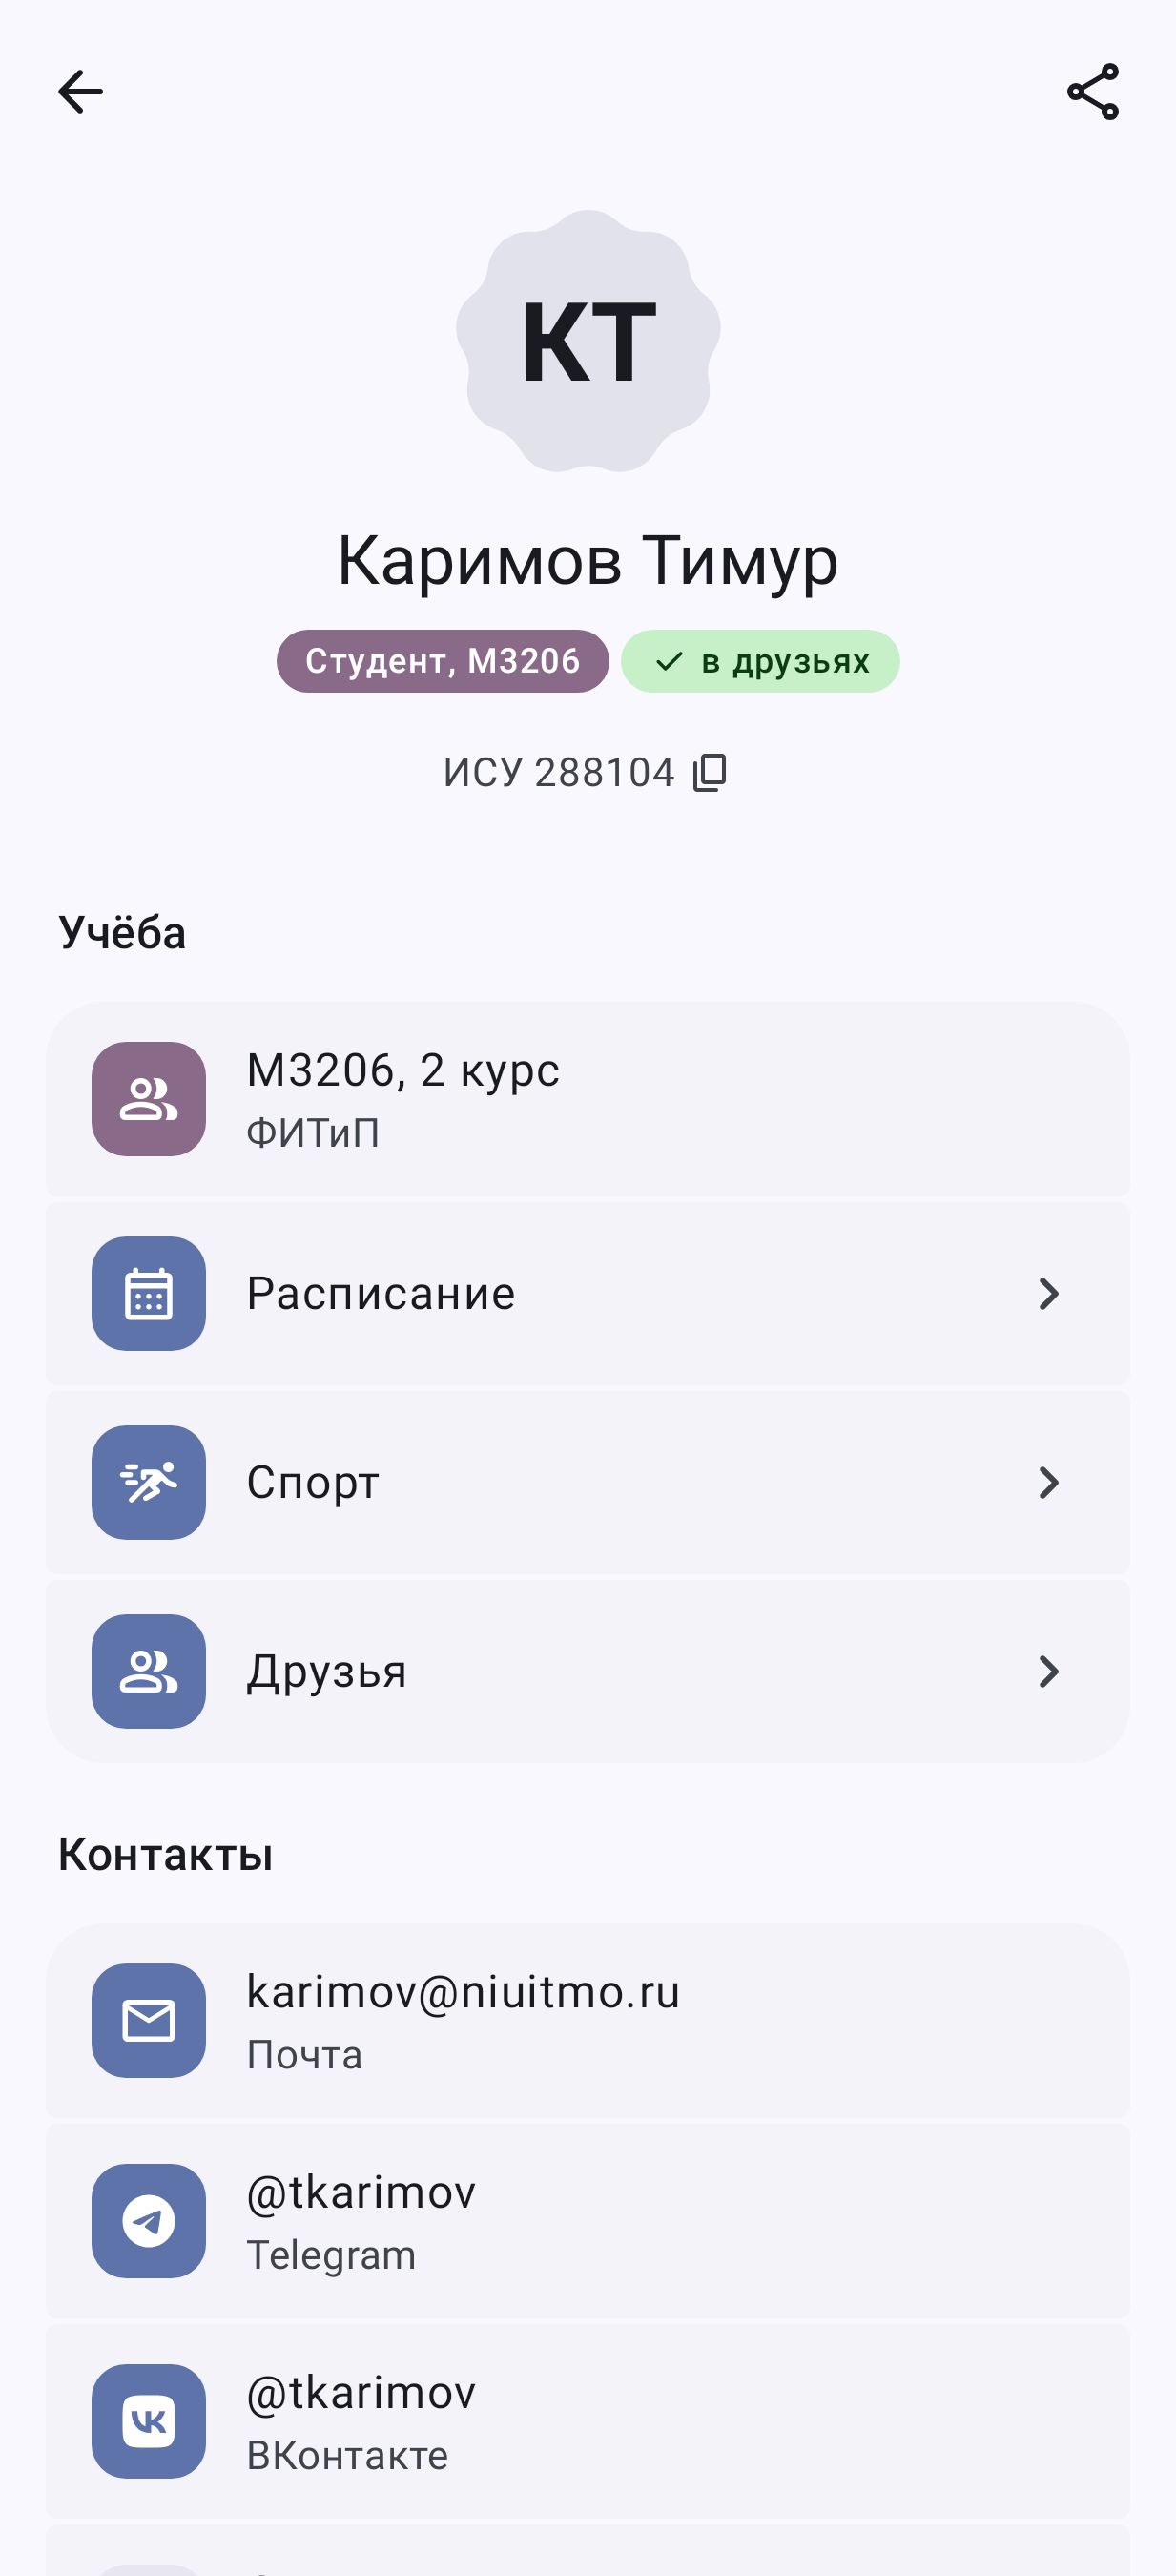 КТ
Каримов Тимур
Студент, М3206
в друзьях
ИСУ 288104
Учёба
М3206, 2 курс
ФИТиП
Расписание
Спорт
Друзья
Контакты
karimov@niuitmo.ru
Почта
@tkarimov
Telegram
@tkarimov
ВКонтакте